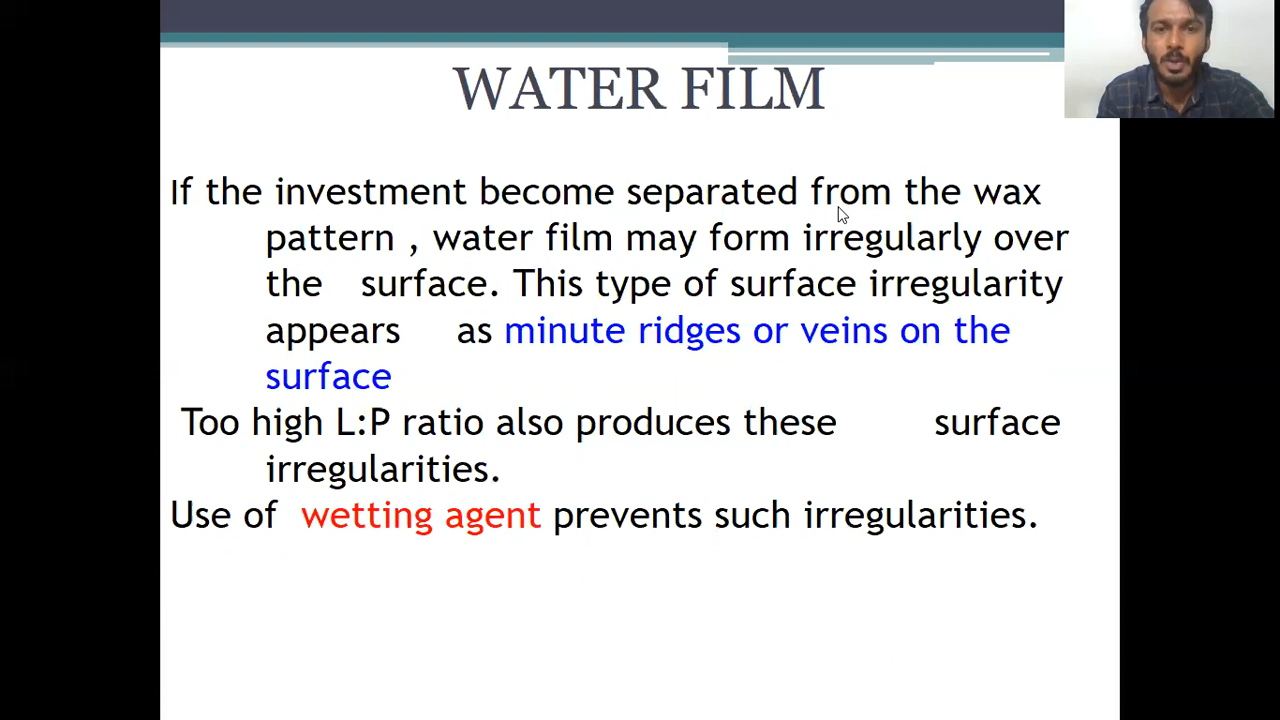 WATER FILM
If the investment become separated from the wax
pattern , water film may form irregularly over
the surface. This type of surface irregularity
appears as minute ridges or veins on the
surface
Too high L:P ratio also produces these surface
irregularities.
Use of wetting agent prevents such irregularities.